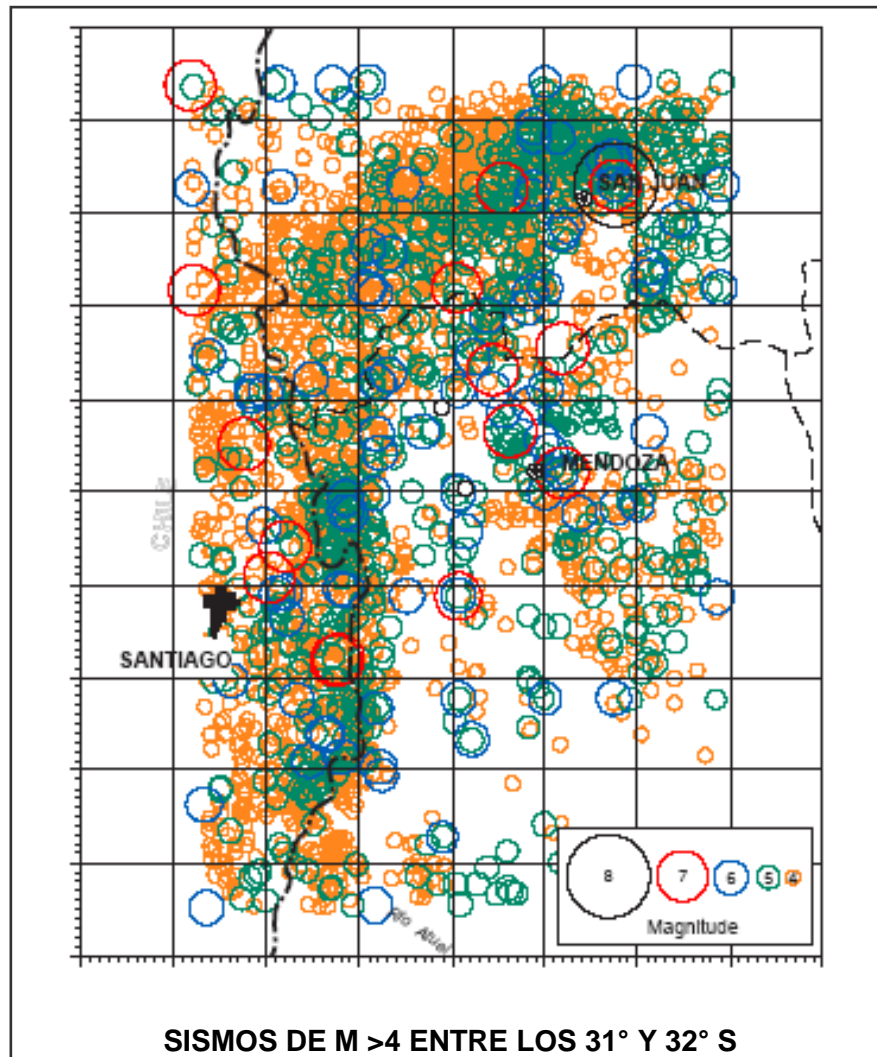 SAN JUAN
MENDOZA
CHILE
SANTIAGO
8 7 6 5 4
Magnitude
Río Atuel
SISMOS DE M >4 ENTRE LOS 31° Y 32° S